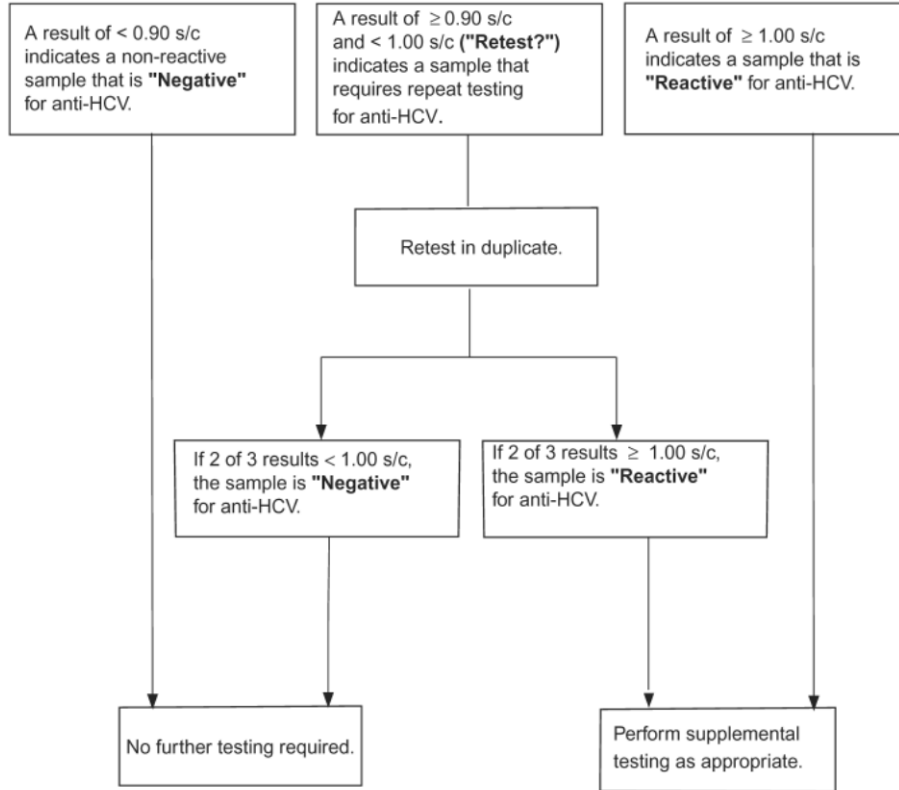 A result of < 0.90 s/c
indicates a non-reactive
sample that is "Negative"
for anti-HCV.
A result of ≥ 0.90 s/c
and < 1.00 s/c ("Retest?")
indicates a sample that
requires repeat testing
for anti-HCV.
A result of ≥ 1.00 s/c
indicates a sample that is
"Reactive" for anti-HCV.
Retest in duplicate.
If 2 of 3 results < 1.00 s/c,
the sample is "Negative"
for anti-HCV.
If 2 of 3 results ≥ 1.00 s/c,
the sample is "Reactive"
for anti-HCV.
No further testing required.
Perform supplemental
testing as appropriate.